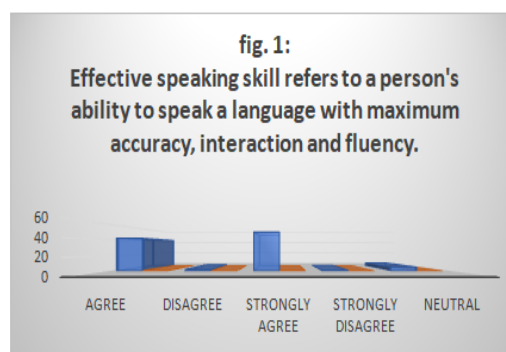 fig. 1:
Effective speaking skill refers to a person's
ability to speak a language with maximum
accuracy, interaction and fluency.
60
40
20
0
AGREE DISAGREE STRONGLY STRONGLY NEUTRAL
AGREE DISAGREE